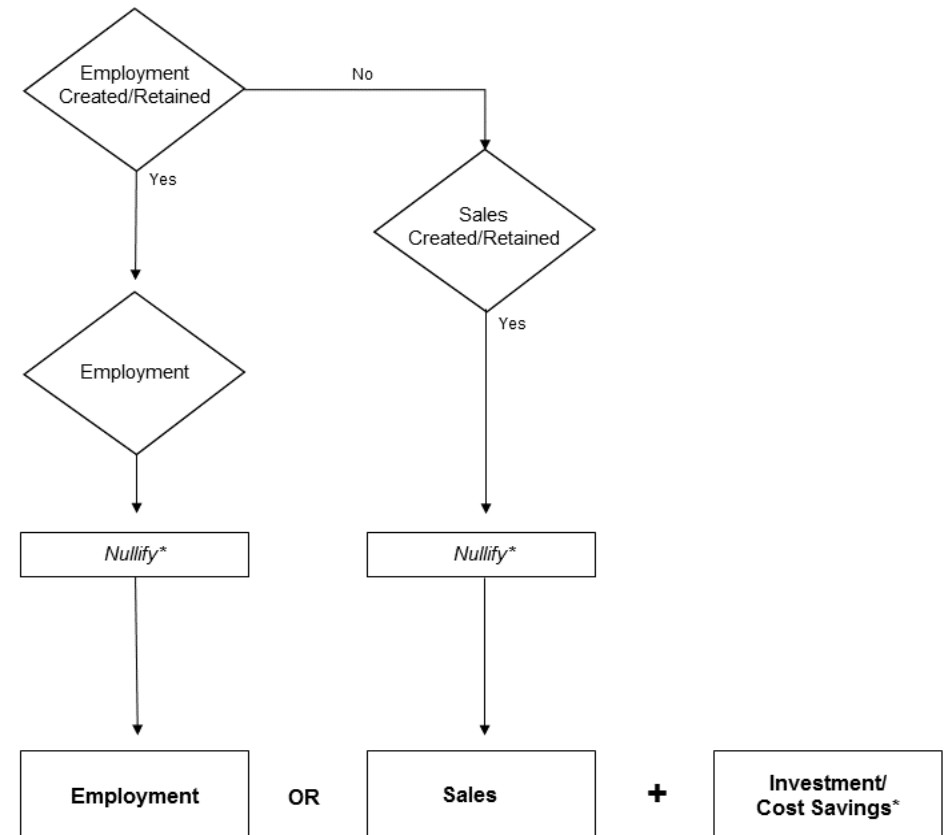 Employment
Created/Retained
No
Yes
Sales
Created/Retained
Yes
Employment
Nullify*
Nullify*
Employment
OR
Sales
+
Investment/
Cost Savings*